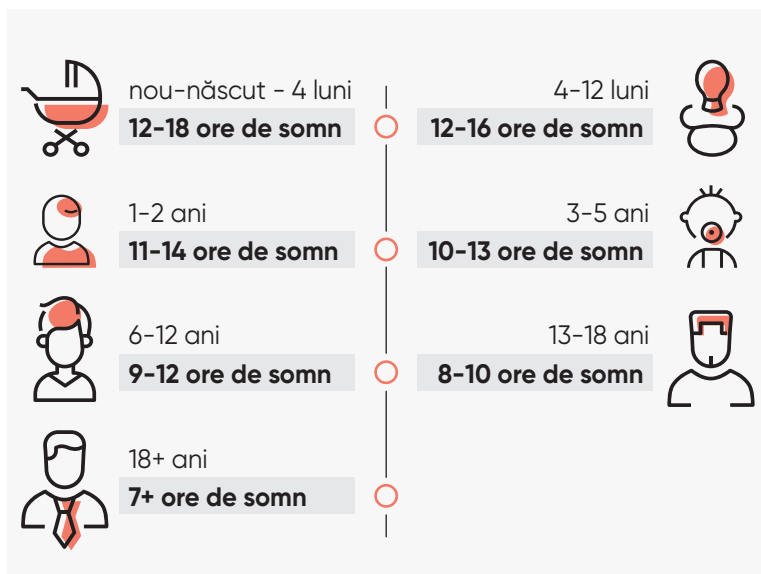 nou-născut - 4 luni
12-18 ore de somn
4-12 luni
12-16 ore de somn
1-2 ani
11-14 ore de somn
3-5 ani
10-13 ore de somn
6-12 ani
9-12 ore de somn
13-18 ani
8-10 ore de somn
18+ ani
7+ ore de somn